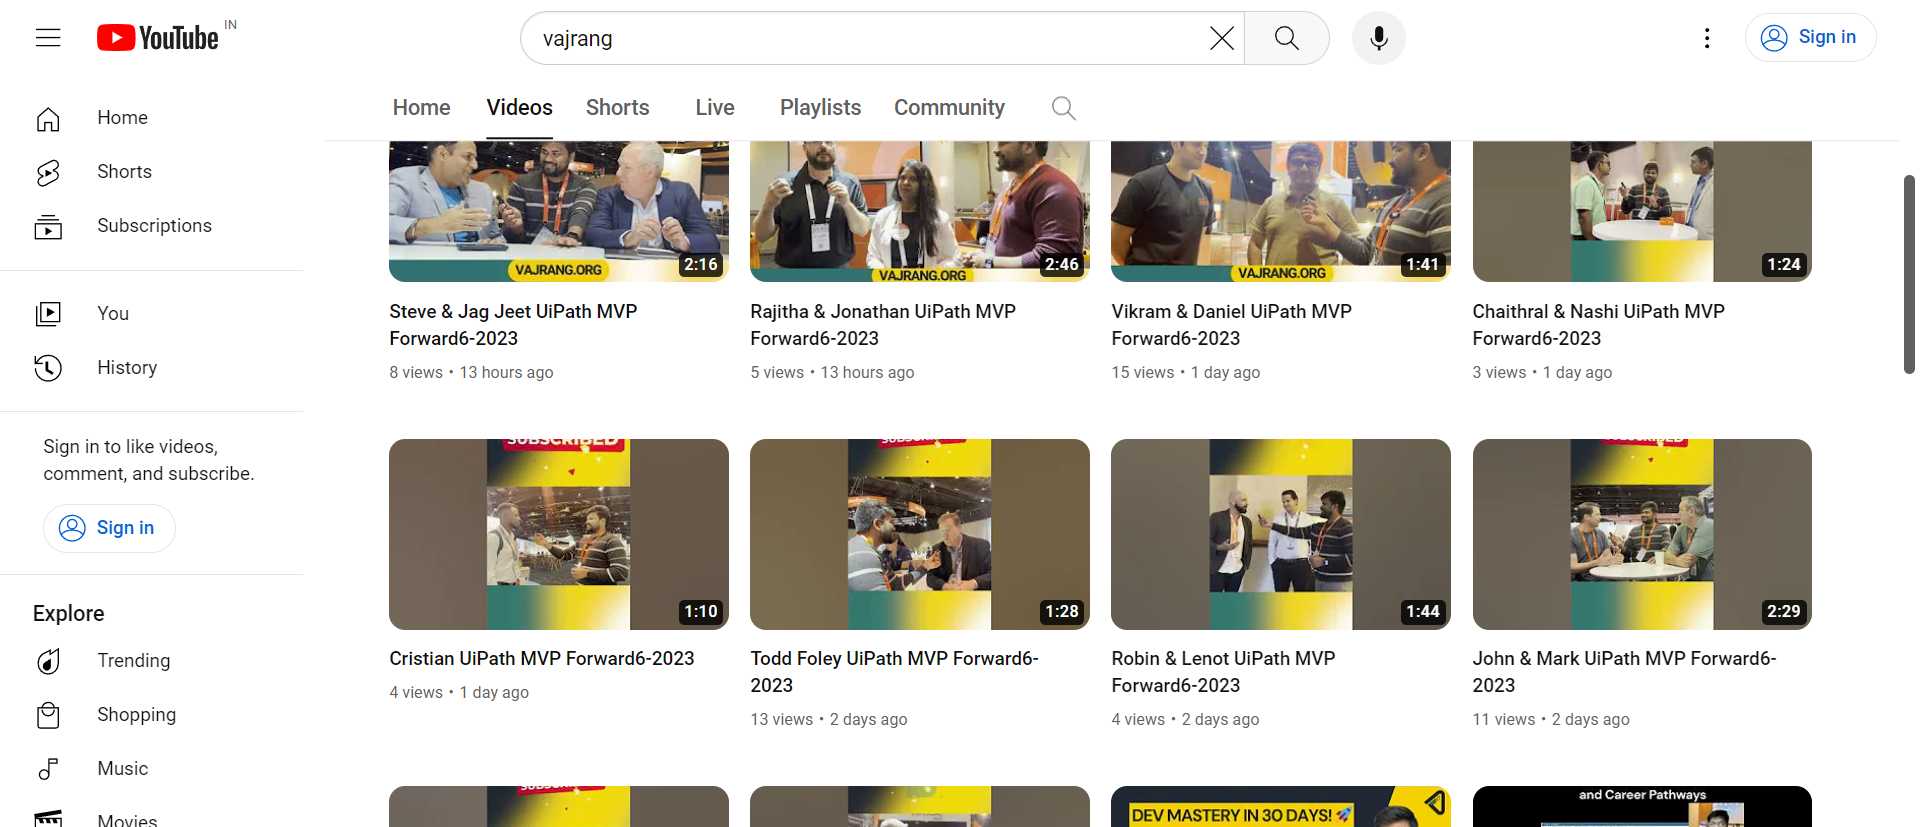 YouTube IN
vajrang
Sign in
Home
Shorts
Subscriptions
You
History
Sign in to like videos,
comment, and subscribe.
Sign in
Explore
Trending
Shopping
Music
Movies
Home Videos Shorts Live Playlists Community
VAJRANG.ORG
2:16
VAJRANG.ORG
2:46
VAJRANG.ORG
1:41
1:24
Steve & Jag Jeet UiPath MVP
Forward6-2023
8 views • 13 hours ago
Rajitha & Jonathan UiPath MVP
Forward6-2023
5 views • 13 hours ago
Vikram & Daniel UiPath MVP
Forward6-2023
15 views • 1 day ago
Chaithral & Nashi UiPath MVP
Forward6-2023
3 views • 1 day ago
SUBSCRIBED
1:10
SUBSCRIBED
1:28
1:44
SUBSCRIBED
2:29
Cristian UiPath MVP Forward6-2023
4 views • 1 day ago
Todd Foley UiPath MVP Forward6-
2023
13 views • 2 days ago
Robin & Lenot UiPath MVP
Forward6-2023
4 views • 2 days ago
John & Mark UiPath MVP Forward6-
2023
11 views • 2 days ago
SUBSCRIBED
DEV MASTERY IN 30 DAYS!
and Career Pathways